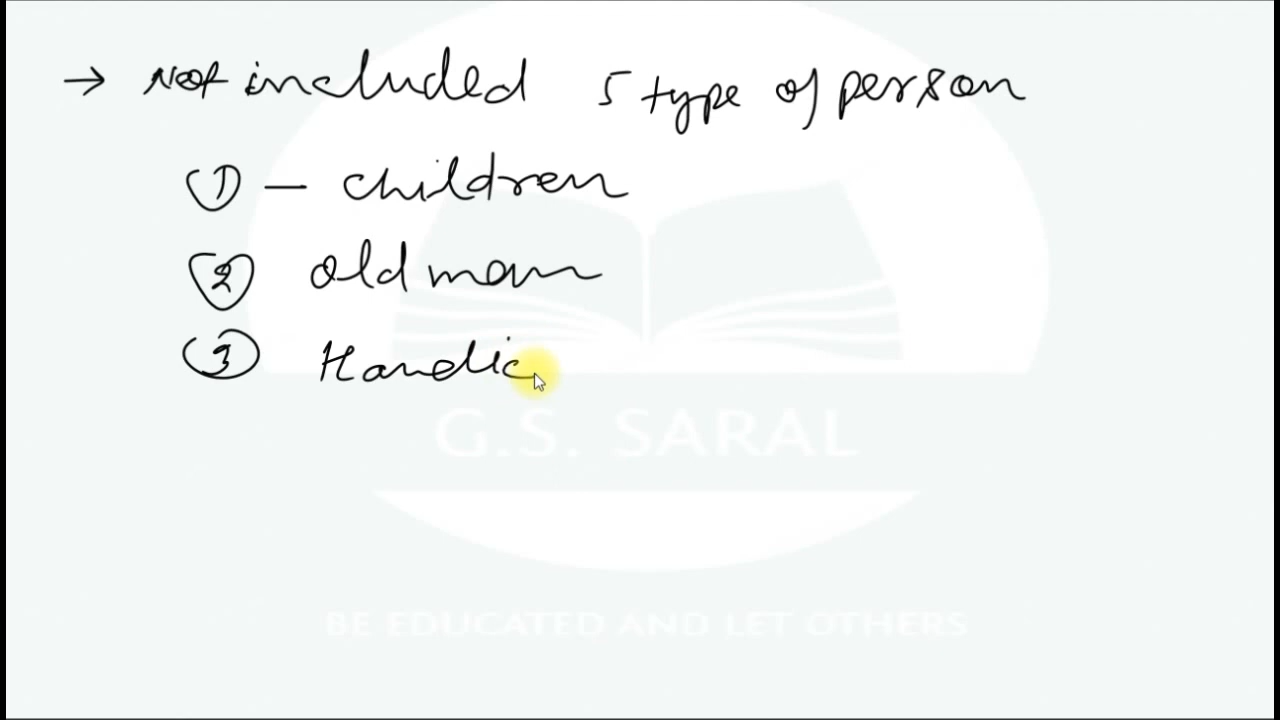 → Not included 5 type of person
① – children
② old man
③ Handic
G.S. SARAL
BE EDUCATED AND LET OTHERS